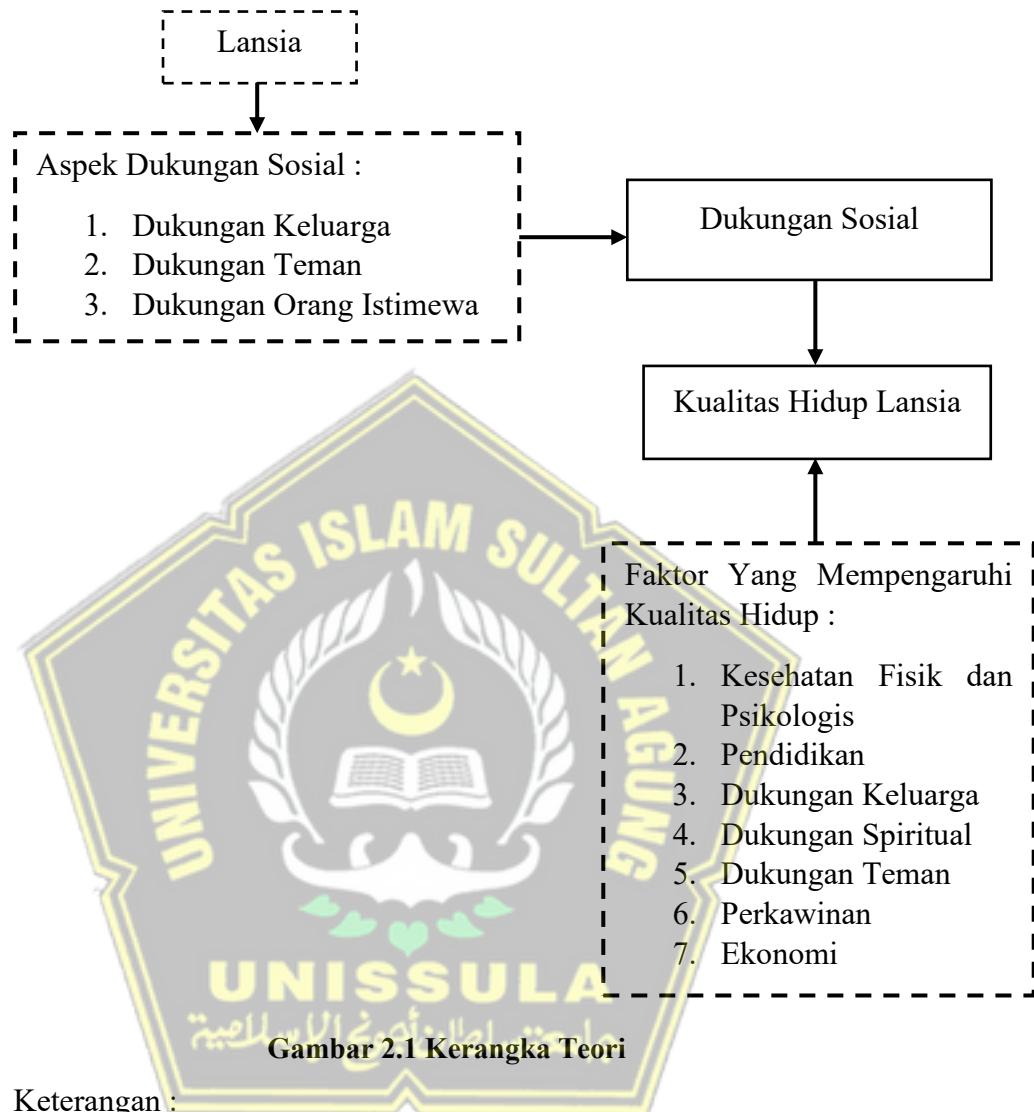 Lansia
Aspek Dukungan Sosial :
1. Dukungan Keluarga
2. Dukungan Teman
3. Dukungan Orang Istimewa
Dukungan Sosial
Kualitas Hidup Lansia
Faktor Yang Mempengaruhi
Kualitas Hidup :
1. Kesehatan Fisik dan
Psikologis
2. Pendidikan
3. Dukungan Keluarga
4. Dukungan Spiritual
5. Dukungan Teman
6. Perkawinan
7. Ekonomi
UNIVERSITAS ISLAM SULTAN AGUNG
UNISSULA
جامعة سلطان أجونج الإسلامية
Gambar 2.1 Kerangka Teori
Keterangan :